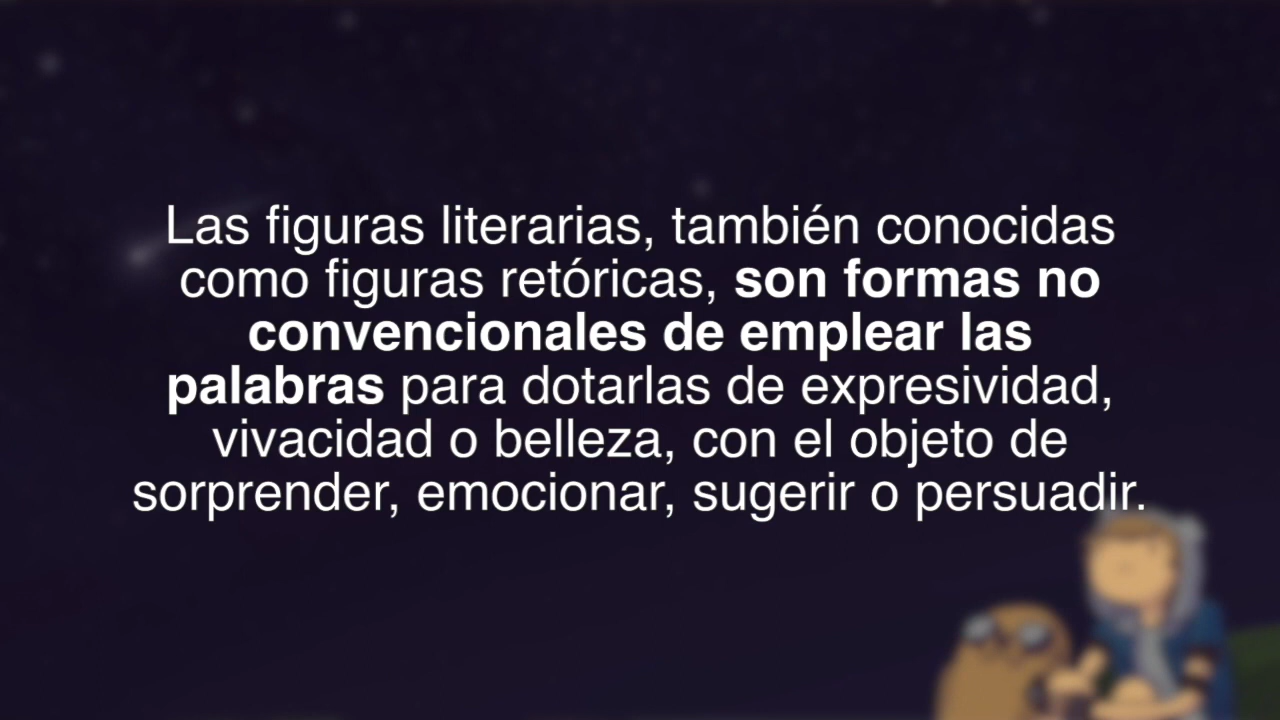 Las figuras literarias, también conocidas
como figuras retóricas, son formas no
convencionales de emplear las
palabras para dotarlas de expresividad,
vivacidad o belleza, con el objeto de
sorprender, emocionar, sugerir o persuadir.